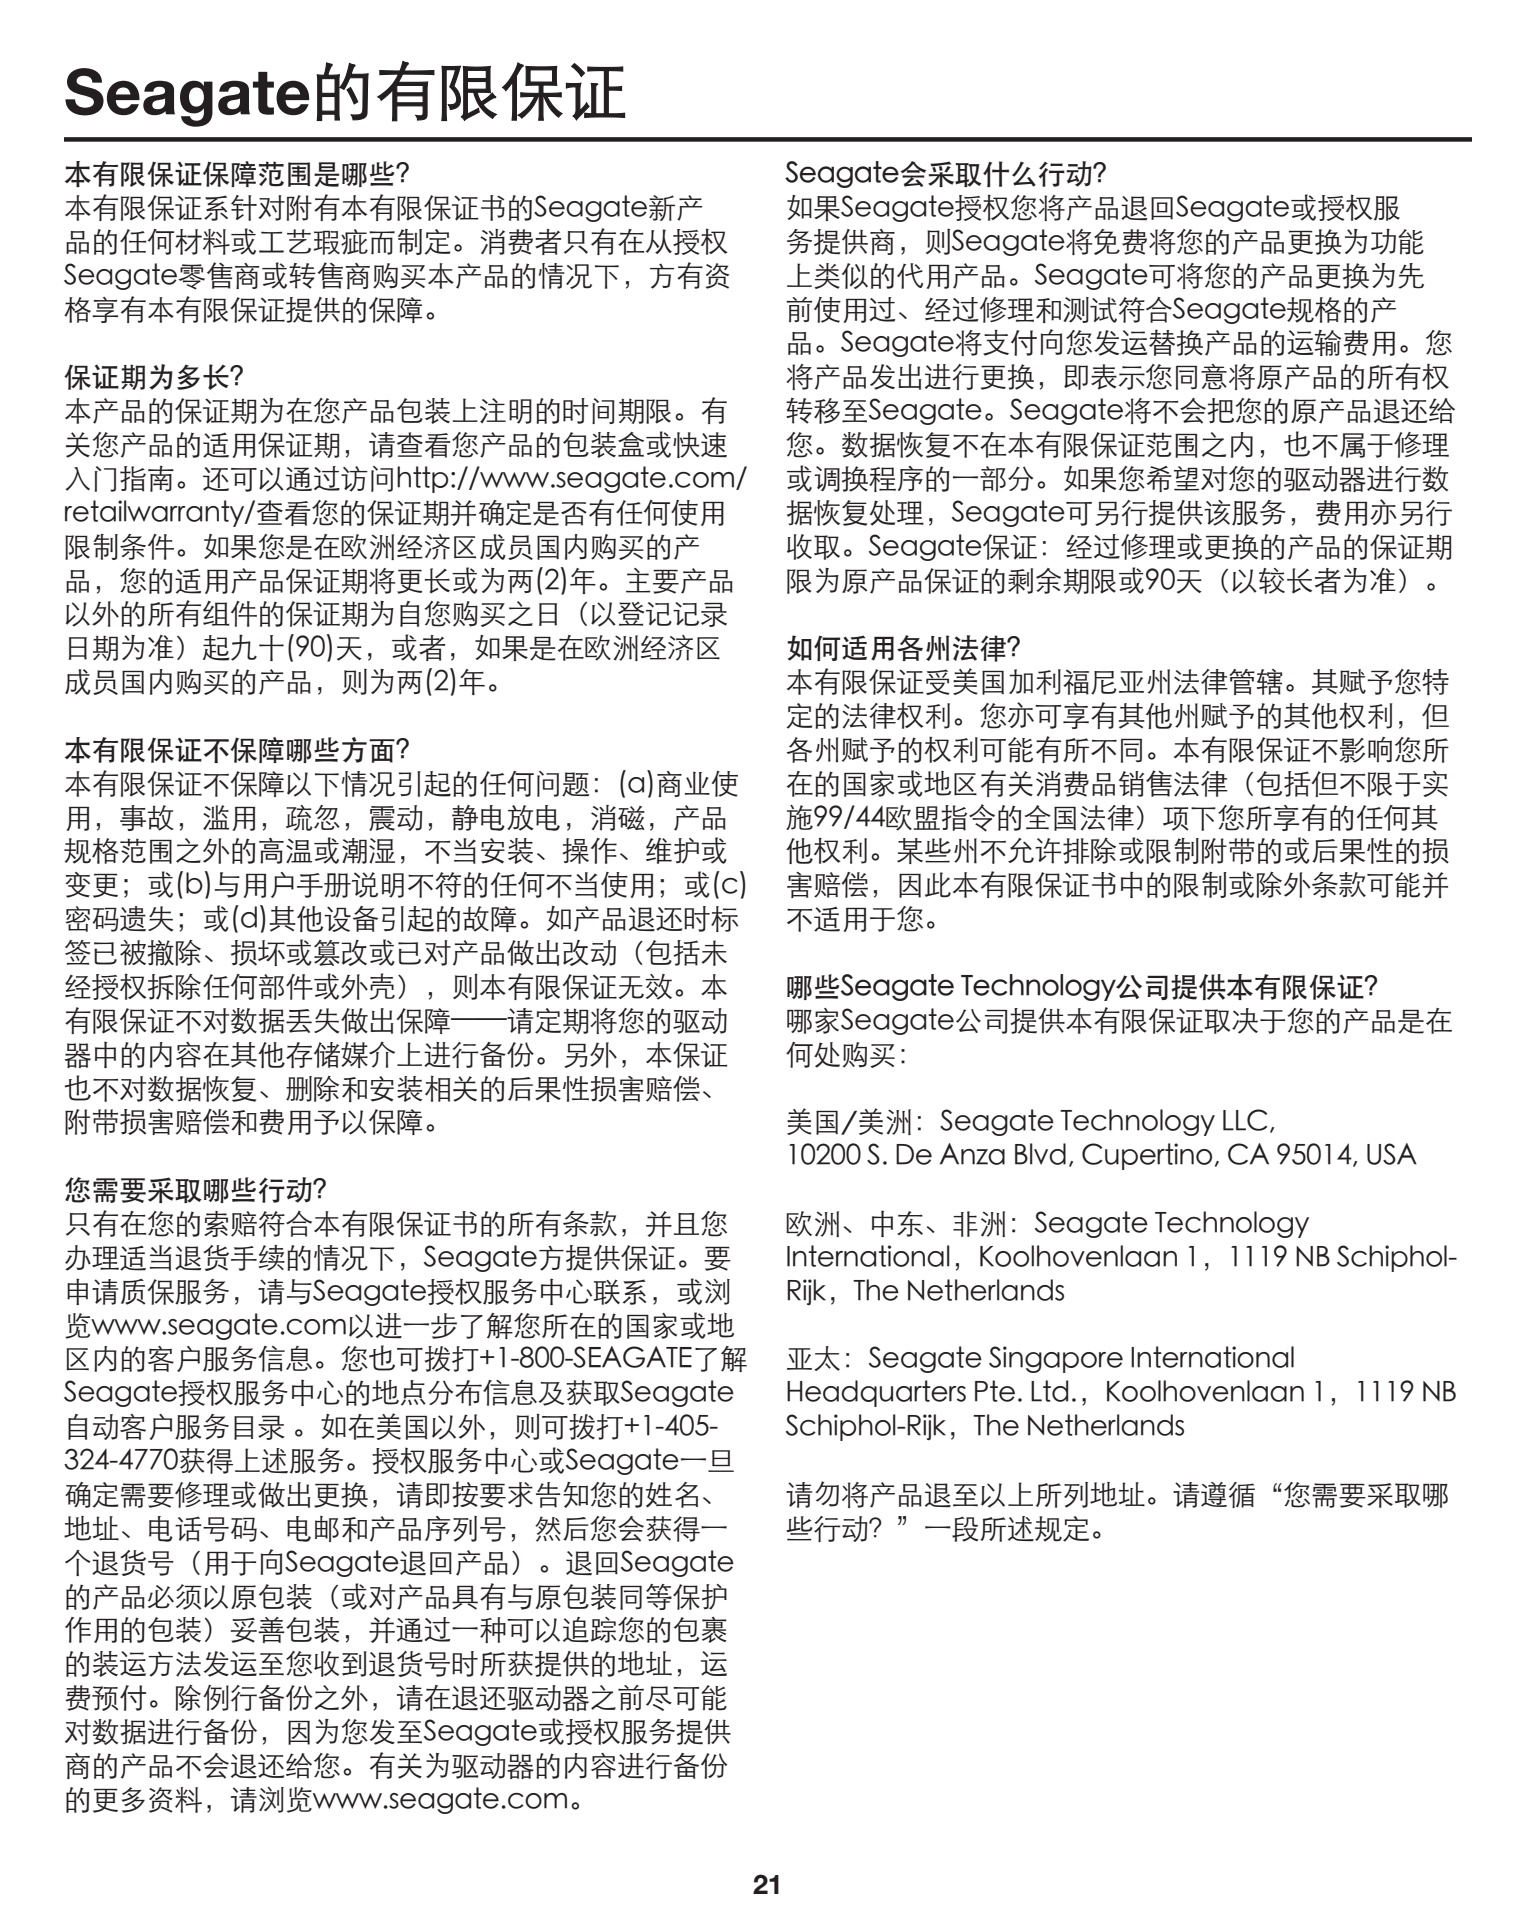 Seagate的有限保证
本有限保证保障范围是哪些?
本有限保证系针对附有本有限保证书的Seagate新产
品的任何材料或工艺瑕疵而制定。消费者只有在从授权
Seagate零售商或转售商购买本产品的情况下，方有资
格享有本有限保证提供的保障。
保证期为多长?
本产品的保证期为在您产品包装上注明的时间期限。有
关您产品的适用保证期，请查看您产品的包装盒或快速
入门指南。还可以通过访问http://www.seagate.com/
retailwarranty/查看您的保证期并确定是否有任何使用
限制条件。如果您是在欧洲经济区成员国内购买的产
品，您的适用产品保证期将更长或为两(2)年。主要产品
以外的所有组件的保证期为自您购买之日（以登记记录
日期为准）起九十(90)天，或者，如果是在欧洲经济区
成员国内购买的产品，则为两(2)年。
本有限保证不保障哪些方面?
本有限保证不保障以下情况引起的任何问题：(a)商业使
用，事故，滥用，疏忽，震动，静电放电，消磁，产品
规格范围之外的高温或潮湿，不当安装、操作、维护或
变更；或(b)与用户手册说明不符的任何不当使用；或(c)
密码遗失；或(d)其他设备引起的故障。如产品退还时标
签已被撤除、损坏或篡改或已对产品做出改动（包括未
经授权拆除任何部件或外壳），则本有限保证无效。本
有限保证不对数据丢失做出保障——请定期将您的驱动
器中的内容在其他存储媒介上进行备份。另外，本保证
也不对数据恢复、删除和安装相关的后果性损害赔偿、
附带损害赔偿和费用予以保障。
您需要采取哪些行动?
只有在您的索赔符合本有限保证书的所有条款，并且您
办理适当退货手续的情况下，Seagate方提供保证。要
申请质保服务，请与Seagate授权服务中心联系，或浏
览www.seagate.com以进一步了解您所在的国家或地
区内的客户服务信息。您也可拨打+1-800-SEAGATE了解
Seagate授权服务中心的地点分布信息及获取Seagate
自动客户服务目录 。如在美国以外，则可拨打+1-405-
324-4770获得上述服务。授权服务中心或Seagate一旦
确定需要修理或做出更换，请即按要求告知您的姓名、
地址、电话号码、电邮和产品序列号，然后您会获得一
个退货号（用于向Seagate退回产品）。退回Seagate
的产品必须以原包装（或对产品具有与原包装同等保护
作用的包装）妥善包装，并通过一种可以追踪您的包裹
的装运方法发运至您收到退货号时所获提供的地址，运
费预付。除例行备份之外，请在退还驱动器之前尽可能
对数据进行备份，因为您发至Seagate或授权服务提供
商的产品不会退还给您。有关为驱动器的内容进行备份
的更多资料，请浏览www.seagate.com。
Seagate会采取什么行动?
如果Seagate授权您将产品退回Seagate或授权服
务提供商，则Seagate将免费将您的产品更换为功能
上类似的代用产品。Seagate可将您的产品更换为先
前使用过、经过修理和测试符合Seagate规格的产
品。Seagate将支付向您发运替换产品的运输费用。您
将产品发出进行更换，即表示您同意将原产品的所有权
转移至Seagate。Seagate将不会把您的原产品退还给
您。数据恢复不在本有限保证范围之内，也不属于修理
或调换程序的一部分。如果您希望对您的驱动器进行数
据恢复处理，Seagate可另行提供该服务，费用亦另行
收取。Seagate保证：经过修理或更换的产品的保证期
限为原产品保证的剩余期限或90天（以较长者为准）。
如何适用各州法律?
本有限保证受美国加利福尼亚州法律管辖。其赋予您特
定的法律权利。您亦可享有其他州赋予的其他权利，但
各州赋予的权利可能有所不同。本有限保证不影响您所
在的国家或地区有关消费品销售法律（包括但不限于实
施99/44欧盟指令的全国法律）项下您所享有的任何其
他权利。某些州不允许排除或限制附带的或后果性的损
害赔偿，因此本有限保证书中的限制或除外条款可能并
不适用于您。
哪些Seagate Technology公司提供本有限保证?
哪家Seagate公司提供本有限保证取决于您的产品是在
何处购买：
美国/美洲：Seagate Technology LLC,
10200 S. De Anza Blvd, Cupertino, CA 95014, USA
欧洲、中东、非洲：Seagate Technology
International，Koolhovenlaan 1，1119 NB Schiphol-
Rijk，The Netherlands
亚太：Seagate Singapore International
Headquarters Pte. Ltd.，Koolhovenlaan 1，1119 NB
Schiphol-Rijk，The Netherlands
请勿将产品退至以上所列地址。请遵循“您需要采取哪
些行动？”一段所述规定。
21